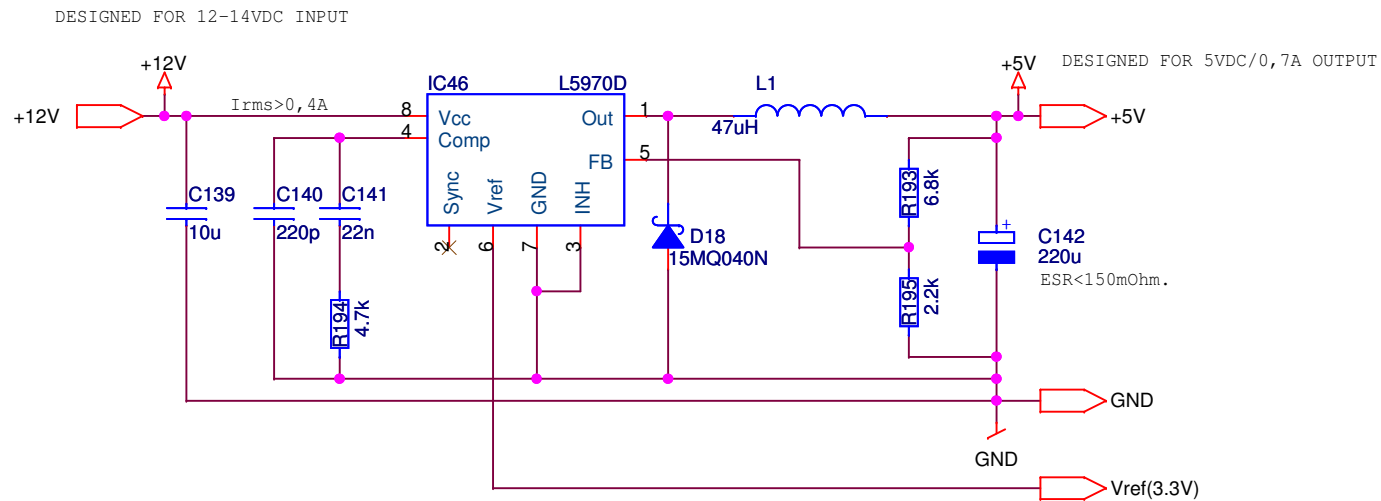 DESIGNED FOR 12-14VDC INPUT
+12V
+5V
DESIGNED FOR 5VDC/0,7A OUTPUT
IC46
L5970D
L1
Irms>0,4A
+12V
8
Vcc
Out
1
47uH
+5V
4
Comp
FB
5
Sync
Vref
GND
INH
2
6
7
3
C139
10u
C140
220p
C141
22n
R193
6.8k
D18
15MQ040N
C142
220u
ESR<150mOhm.
+
R195
2.2k
R194
4.7k
GND
GND
Vref(3.3V)